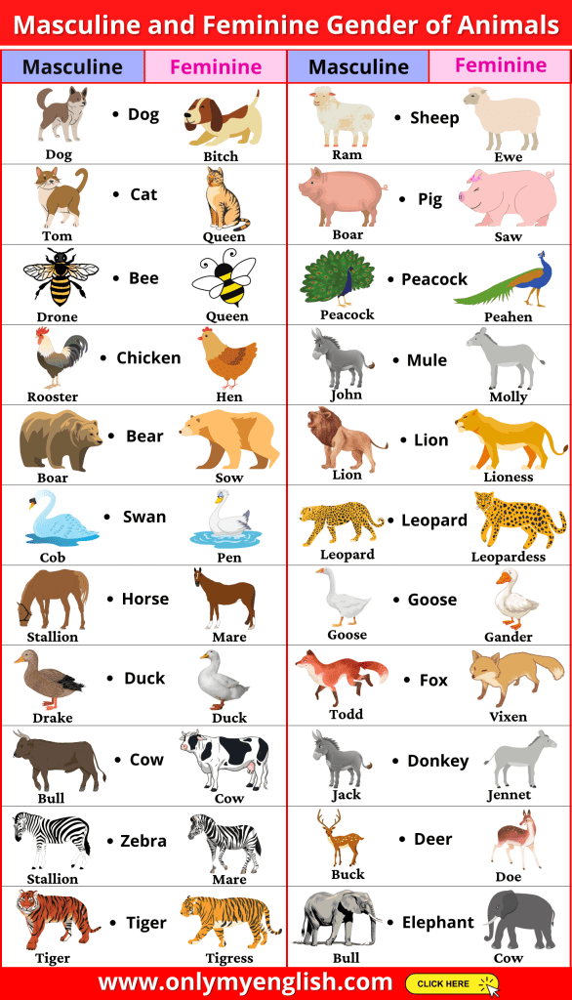 Masculine and Feminine Gender of Animals
Masculine Feminine Masculine Feminine
• Dog
Dog Bitch
• Sheep
Ram Ewe
• Cat
Tom Queen
• Pig
Boar Saw
• Bee
Drone Queen
• Peacock
Peacock Peahen
• Chicken
Rooster Hen
• Mule
John Molly
• Bear
Boar Sow
• Lion
Lion Lioness
• Swan
Cob Pen
• Leopard
Leopard Leopardess
• Horse
Stallion Mare
• Goose
Goose Gander
• Duck
Drake Duck
• Fox
Todd Vixen
• Cow
Bull Cow
• Donkey
Jack Jennet
• Zebra
Stallion Mare
• Deer
Buck Doe
• Tiger
Tiger Tigress
• Elephant
Bull Cow
www.onlymyenglish.com CLICK HERE